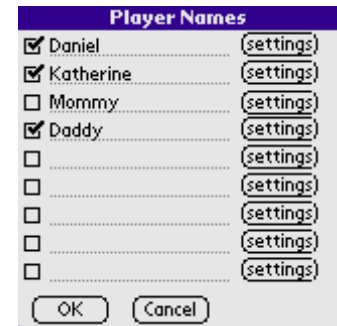 Player Names
Daniel (settings)
Katherine (settings)
Mommy (settings)
Daddy (settings)
(settings)
(settings)
(settings)
(settings)
(settings)
OK Cancel